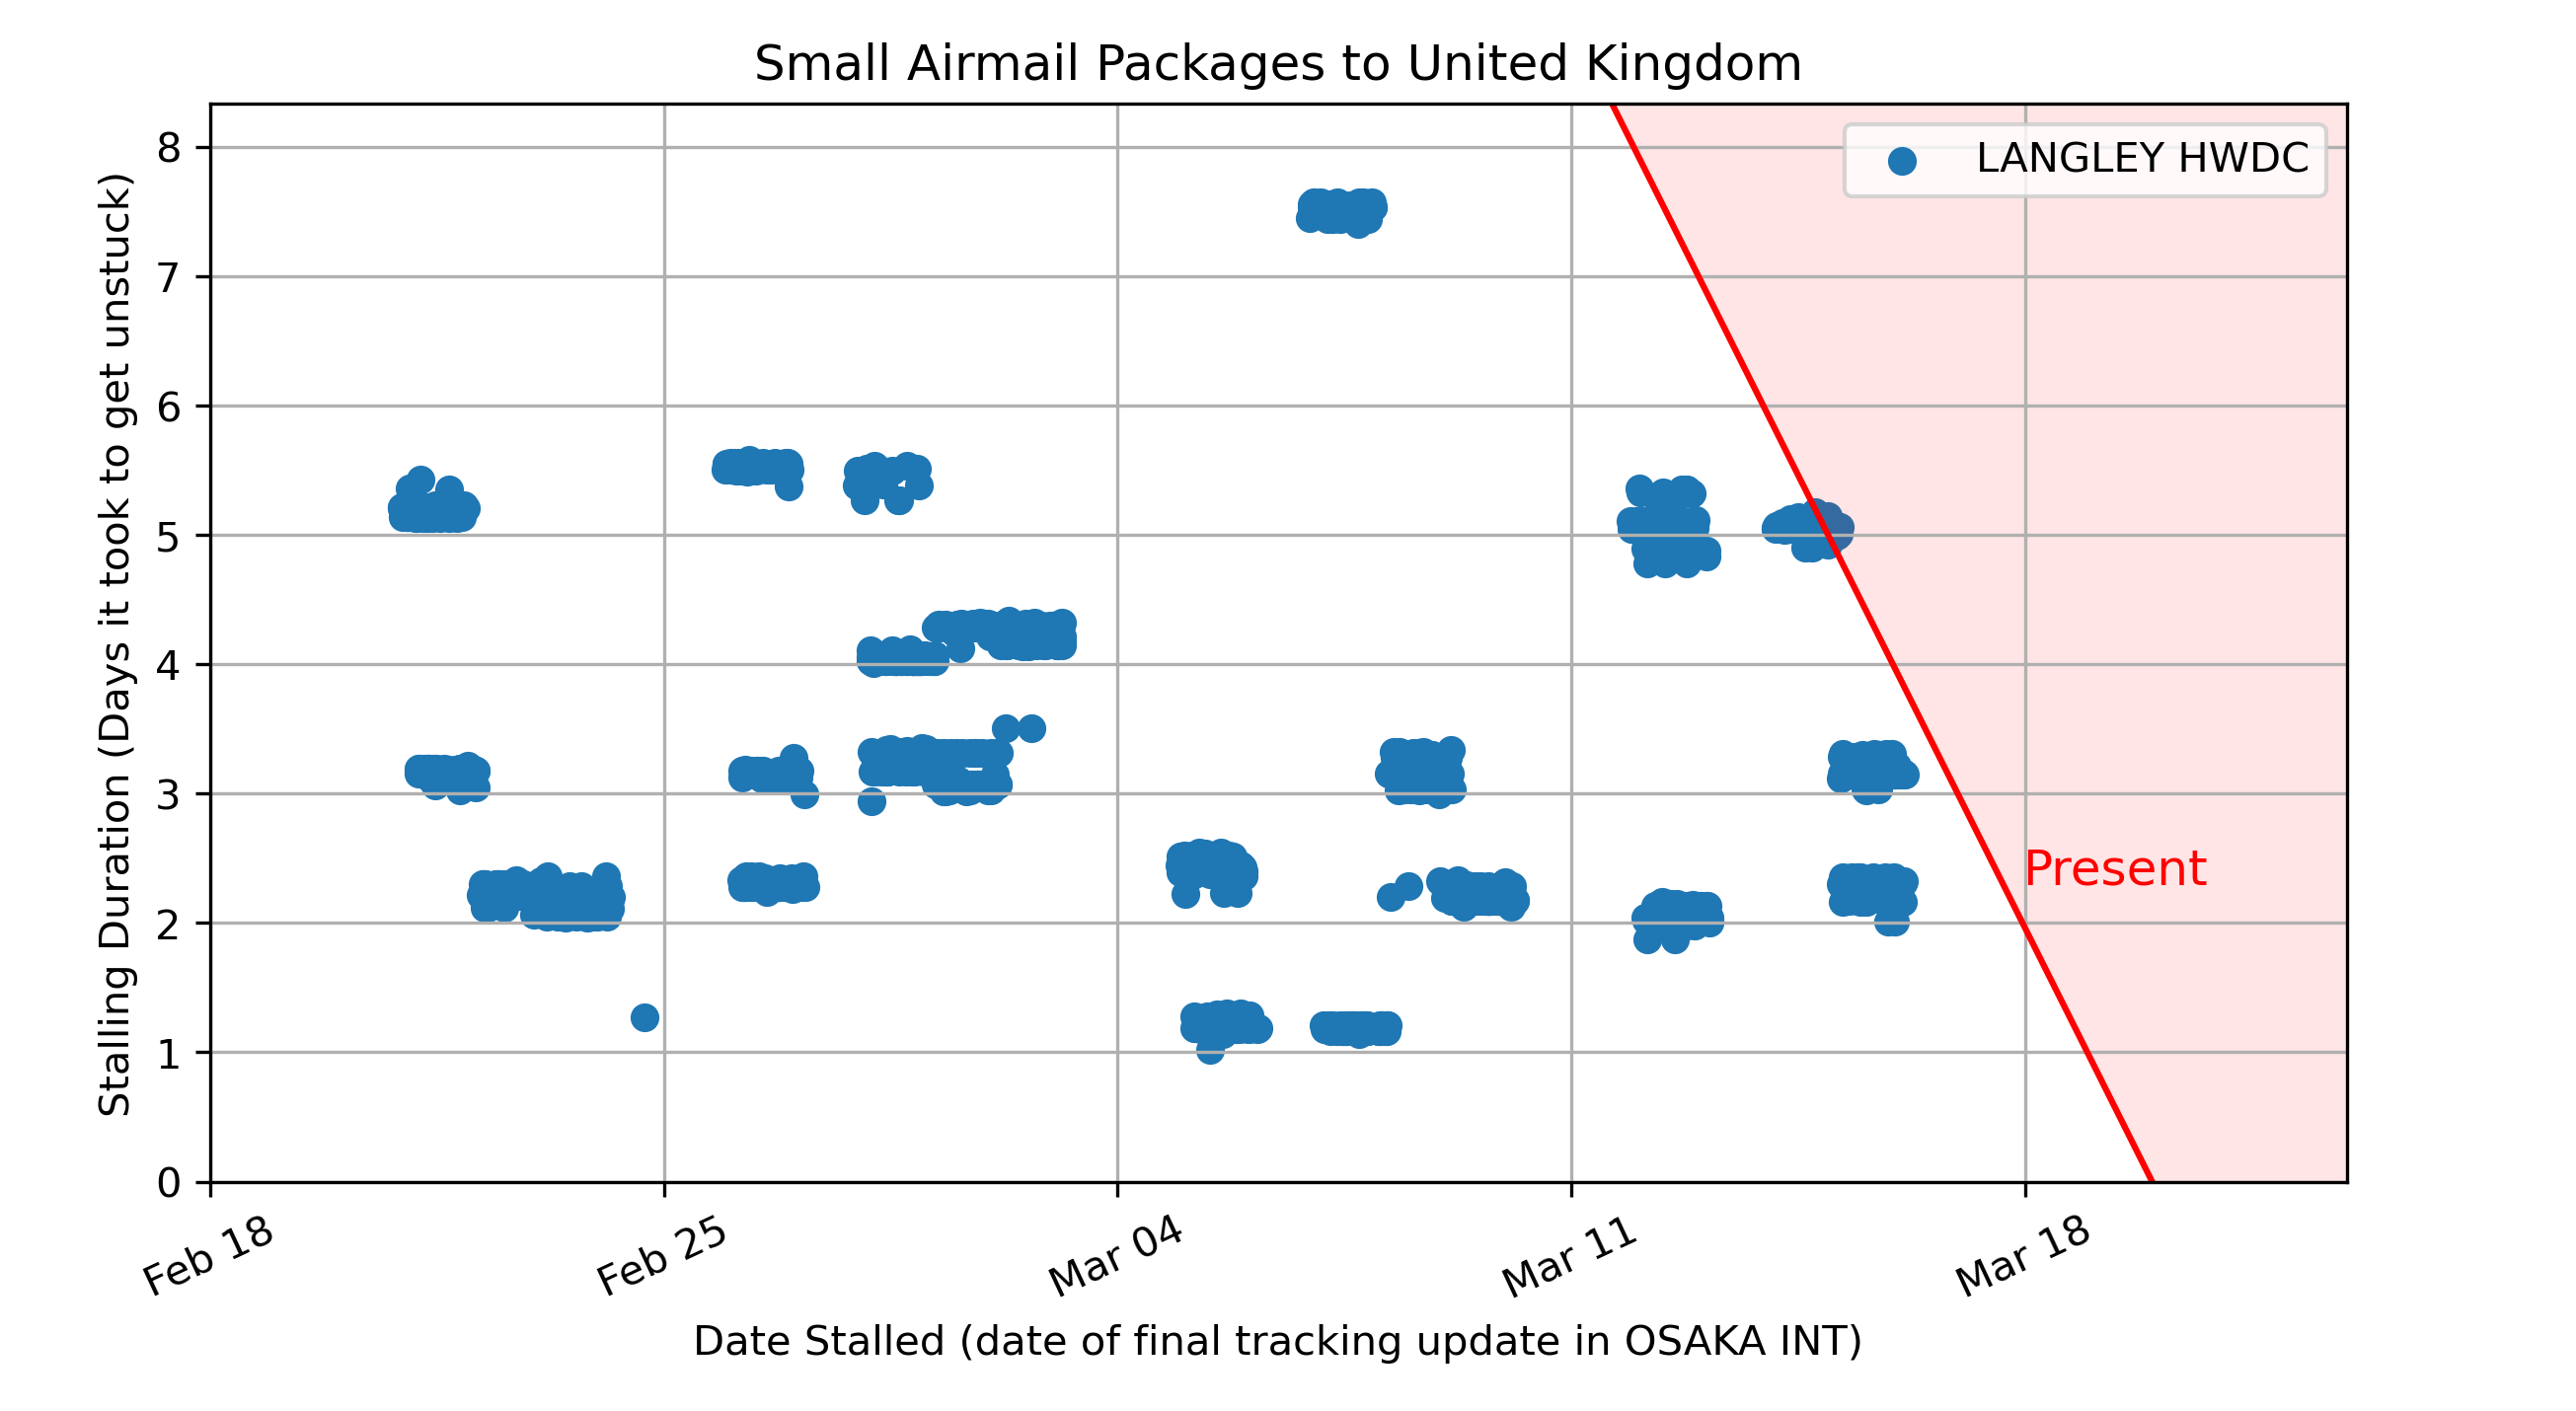 Small Airmail Packages to United Kingdom
Stalling Duration (Days it took to get unstuck)
8
7
6
5
4
3
2
1
0
LANGLEY HWDC
Present
Feb 18
Feb 25
Mar 04
Mar 11
Mar 18
Date Stalled (date of final tracking update in OSAKA INT)